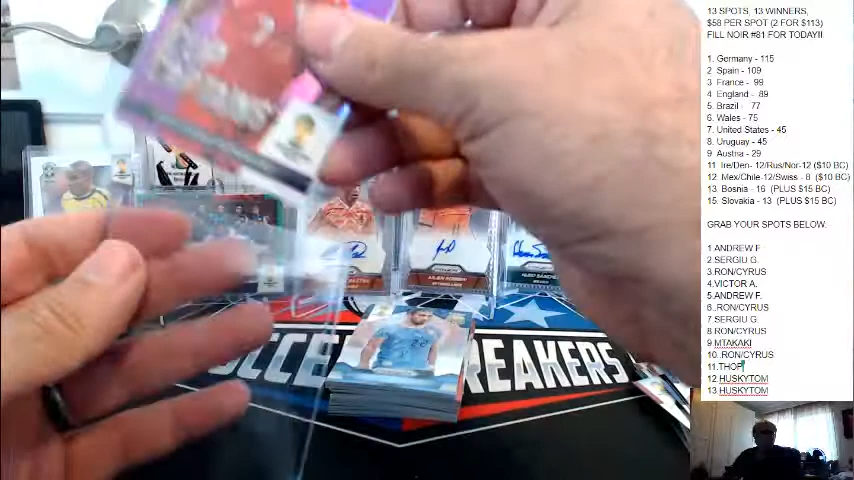 13 SPOTS, 13 WINNERS,
$58 PER SPOT (2 FOR $113)
FILL NOIR #81 FOR TODAY!!
1. Germany - 115
2 Spain - 109
3. France - 99
4. England - 89
5. Brazil - 77
6. Wales - 75
7. United States - 45
8. Uruguay - 45
9 Austria - 29
11 Ire/Den- 12/Rus/Nor-12 ($10 BC)
12. Mex/Chile-12/Swiss - 8 ($10 BC)
13. Bosnia - 16 (PLUS $15 BC)
15. Slovakia - 13 (PLUS $15 BC)
GRAB YOUR SPOTS BELOW.
1 ANDREW F
2 SERGIU G.
3.RON/CYRUS
4.VICTOR A.
5.ANDREW F.
6..RON/CYRUS
7.SERGIU G.
8 RON/CYRUS
9.MTAKAKI
10..RON/CYRUS
11.THOP
12.HUSKYTOM
13.HUSKYTOM
REAKERS
22